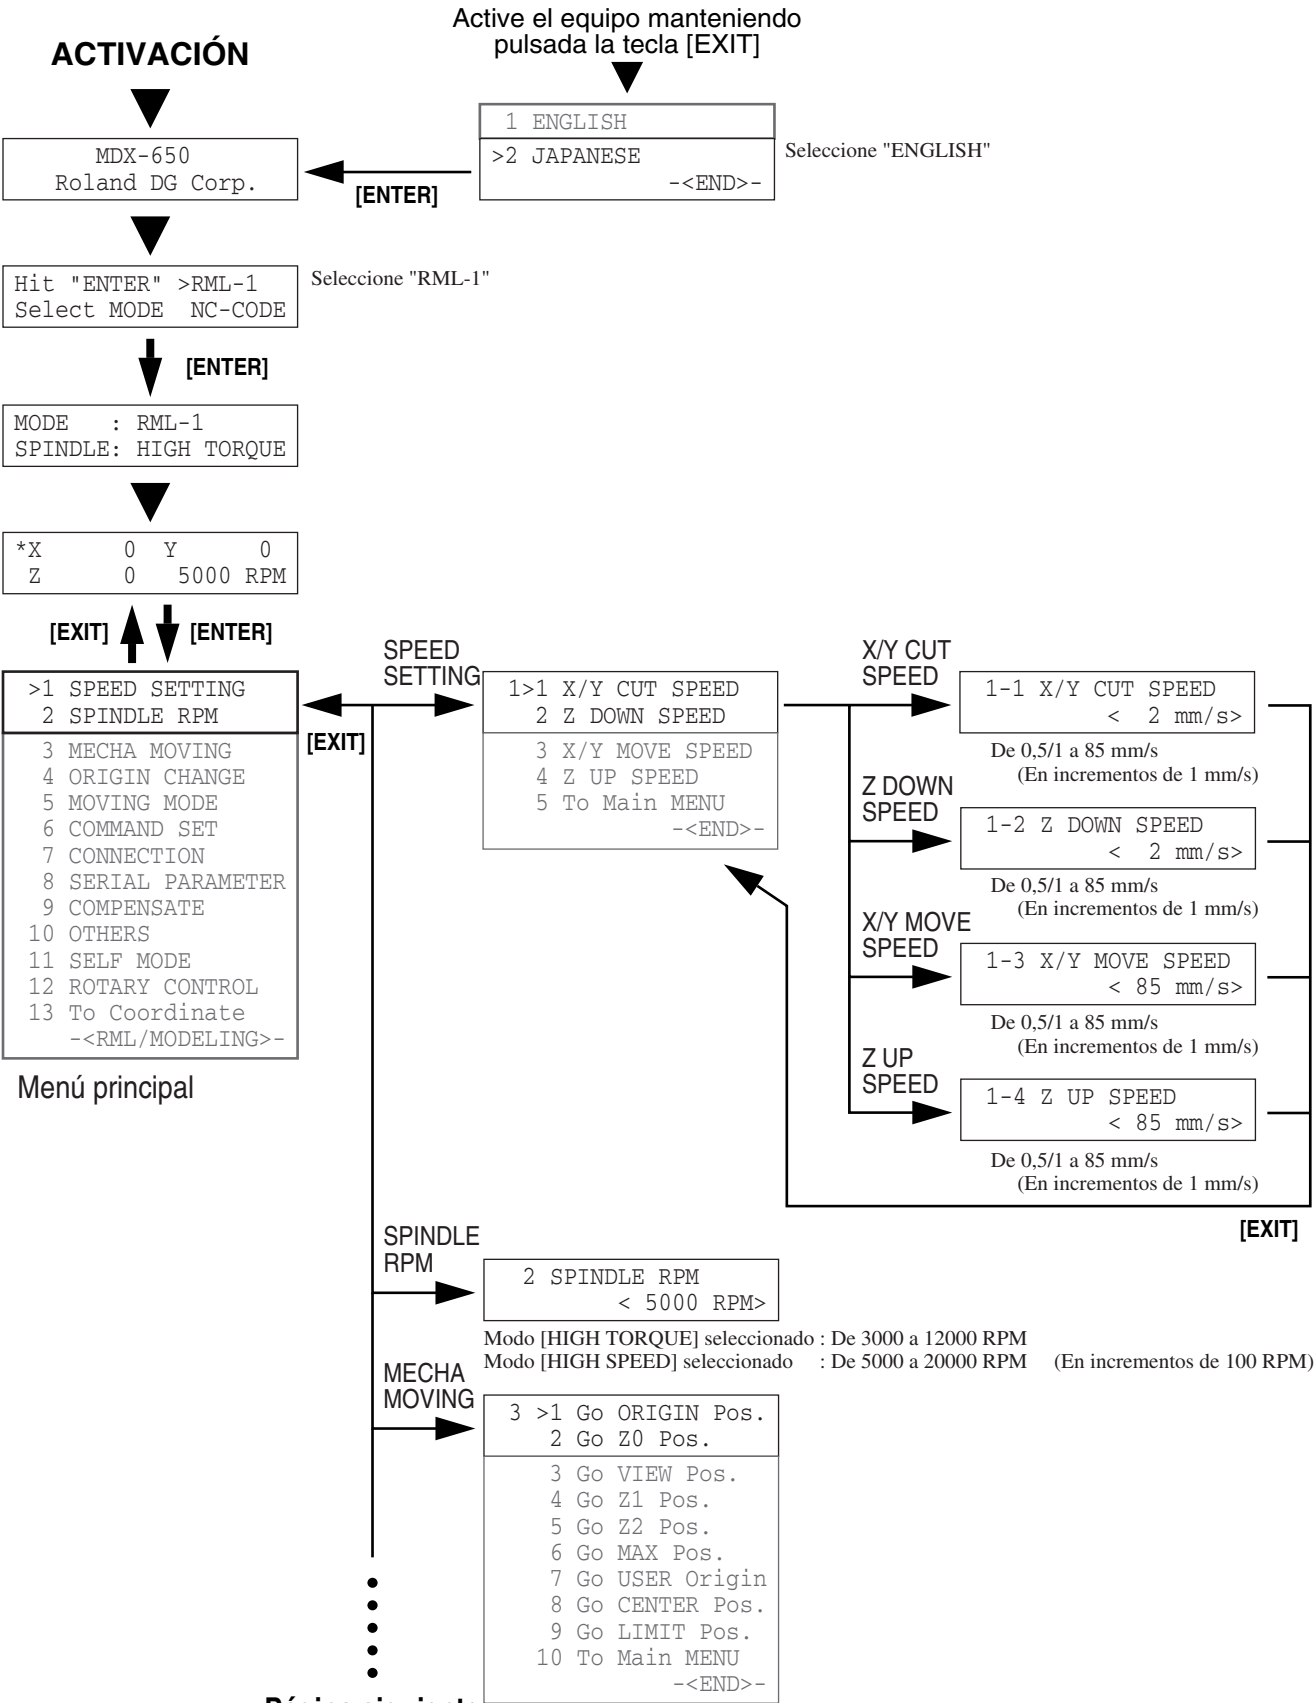 Active el equipo manteniendo
pulsada la tecla [EXIT]
ACTIVACIÓN
1 ENGLISH
>2 JAPANESE
-<END>-
Seleccione "ENGLISH"
MDX-650
Roland DG Corp.
[ENTER]
Hit "ENTER" >RML-1
Select MODE NC-CODE
Seleccione "RML-1"
[ENTER]
MODE : RML-1
SPINDLE: HIGH TORQUE
*X 0 Y 0
Z 0 5000 RPM
[EXIT] [ENTER]
>1 SPEED SETTING
2 SPINDLE RPM
3 MECHA MOVING
4 ORIGIN CHANGE
5 MOVING MODE
6 COMMAND SET
7 CONNECTION
8 SERIAL PARAMETER
9 COMPENSATE
10 OTHERS
11 SELF MODE
12 ROTARY CONTROL
13 To Coordinate
-<RML/MODELING>-
Menú principal
[EXIT]
SPEED
SETTING
1>1 X/Y CUT SPEED
2 Z DOWN SPEED
3 X/Y MOVE SPEED
4 Z UP SPEED
5 To Main MENU
-<END>-
X/Y CUT
SPEED
1-1 X/Y CUT SPEED
< 2 mm/s>
De 0,5/1 a 85 mm/s
(En incrementos de 1 mm/s)
Z DOWN
SPEED
1-2 Z DOWN SPEED
< 2 mm/s>
De 0,5/1 a 85 mm/s
(En incrementos de 1 mm/s)
X/Y MOVE
SPEED
1-3 X/Y MOVE SPEED
< 85 mm/s>
De 0,5/1 a 85 mm/s
(En incrementos de 1 mm/s)
Z UP
SPEED
1-4 Z UP SPEED
< 85 mm/s>
De 0,5/1 a 85 mm/s
(En incrementos de 1 mm/s)
[EXIT]
SPINDLE
RPM
2 SPINDLE RPM
< 5000 RPM>
Modo [HIGH TORQUE] seleccionado : De 3000 a 12000 RPM
Modo [HIGH SPEED] seleccionado : De 5000 a 20000 RPM (En incrementos de 100 RPM)
MECHA
MOVING
3 >1 Go ORIGIN Pos.
2 Go Z0 Pos.
3 Go VIEW Pos.
4 Go Z1 Pos.
5 Go Z2 Pos.
6 Go MAX Pos.
7 Go USER Origin
8 Go CENTER Pos.
9 Go LIMIT Pos.
10 To Main MENU
-<END>-